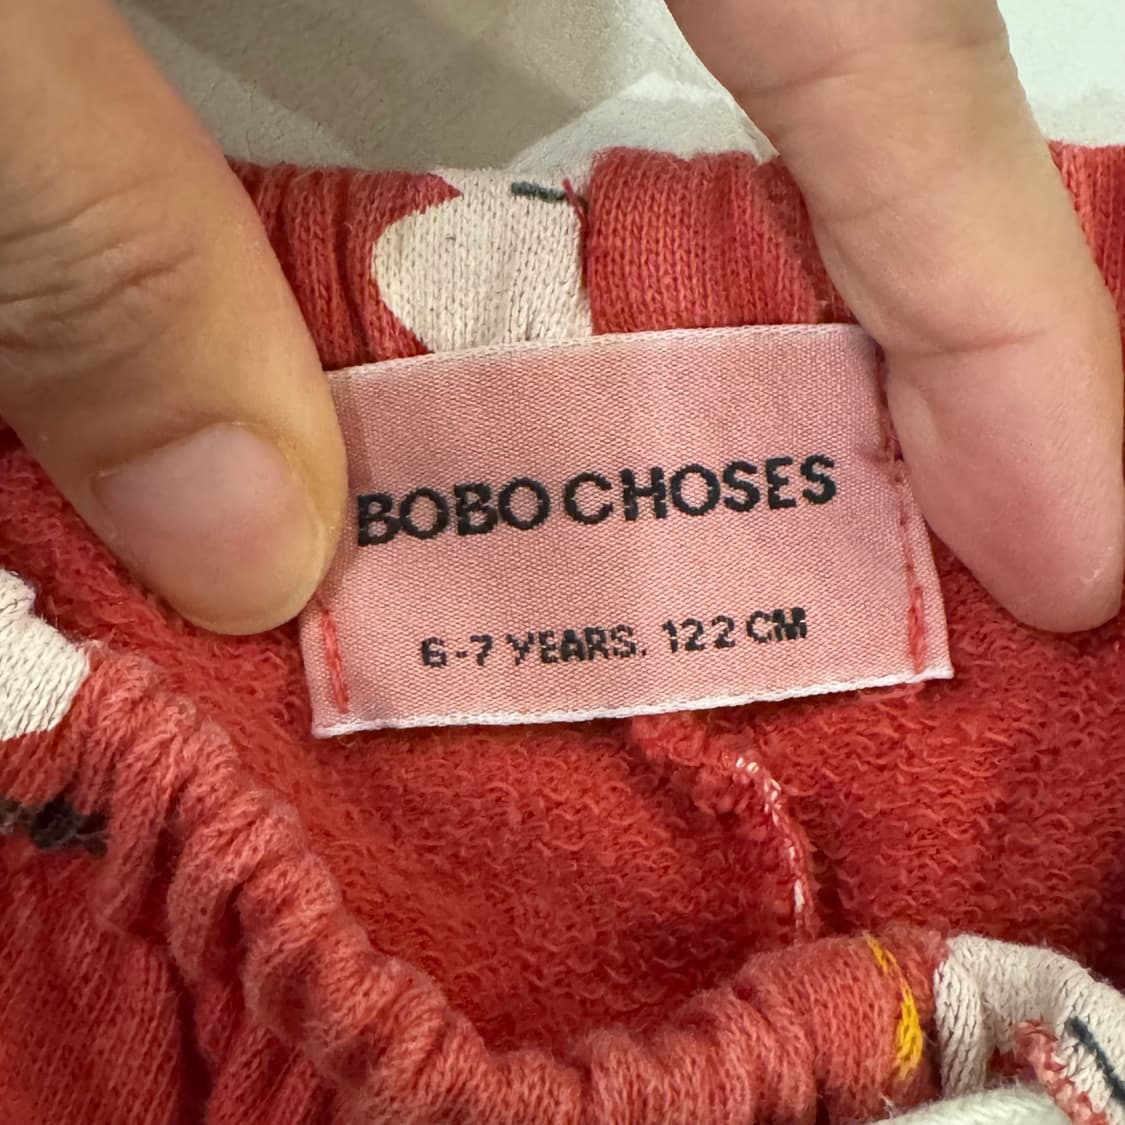 BOBO CHOSES
6-7 YEARS. 122 CM